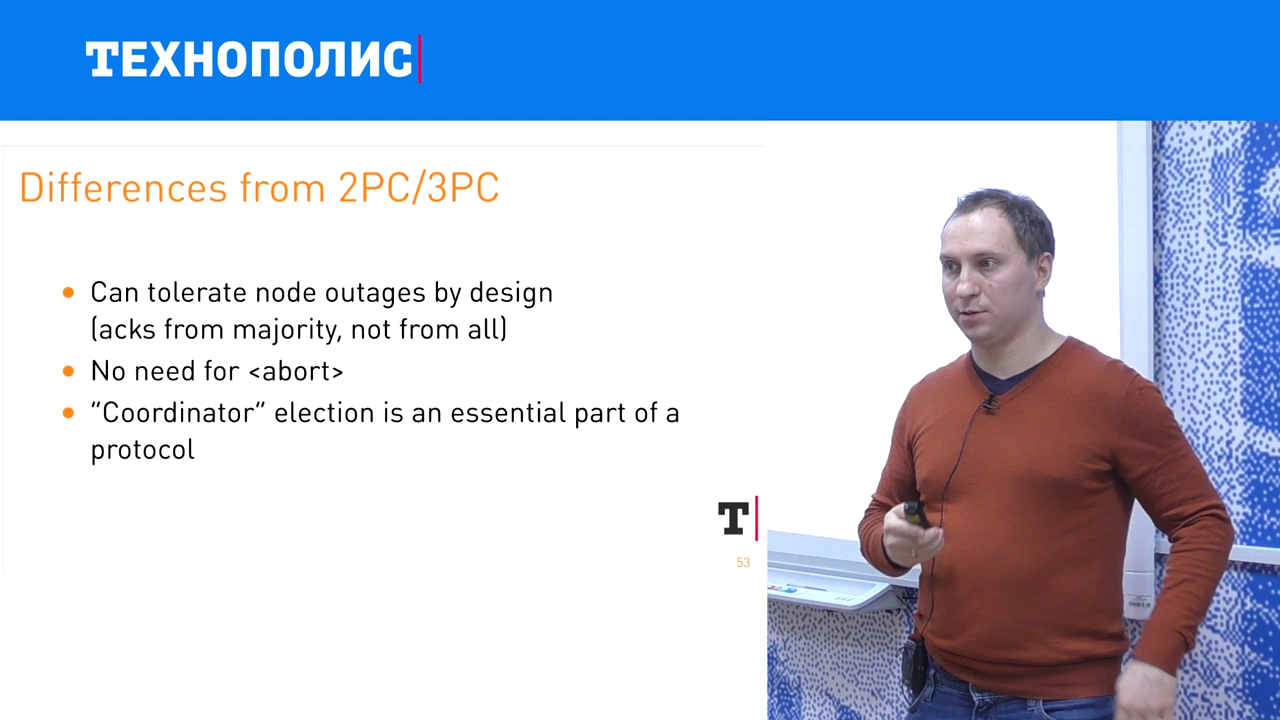 ТЕХНОПОЛИС
Differences from 2PC/3PC
Can tolerate node outages by design
(acks from majority, not from all)
No need for <abort>
“Coordinator” election is an essential part of a
protocol
T
53